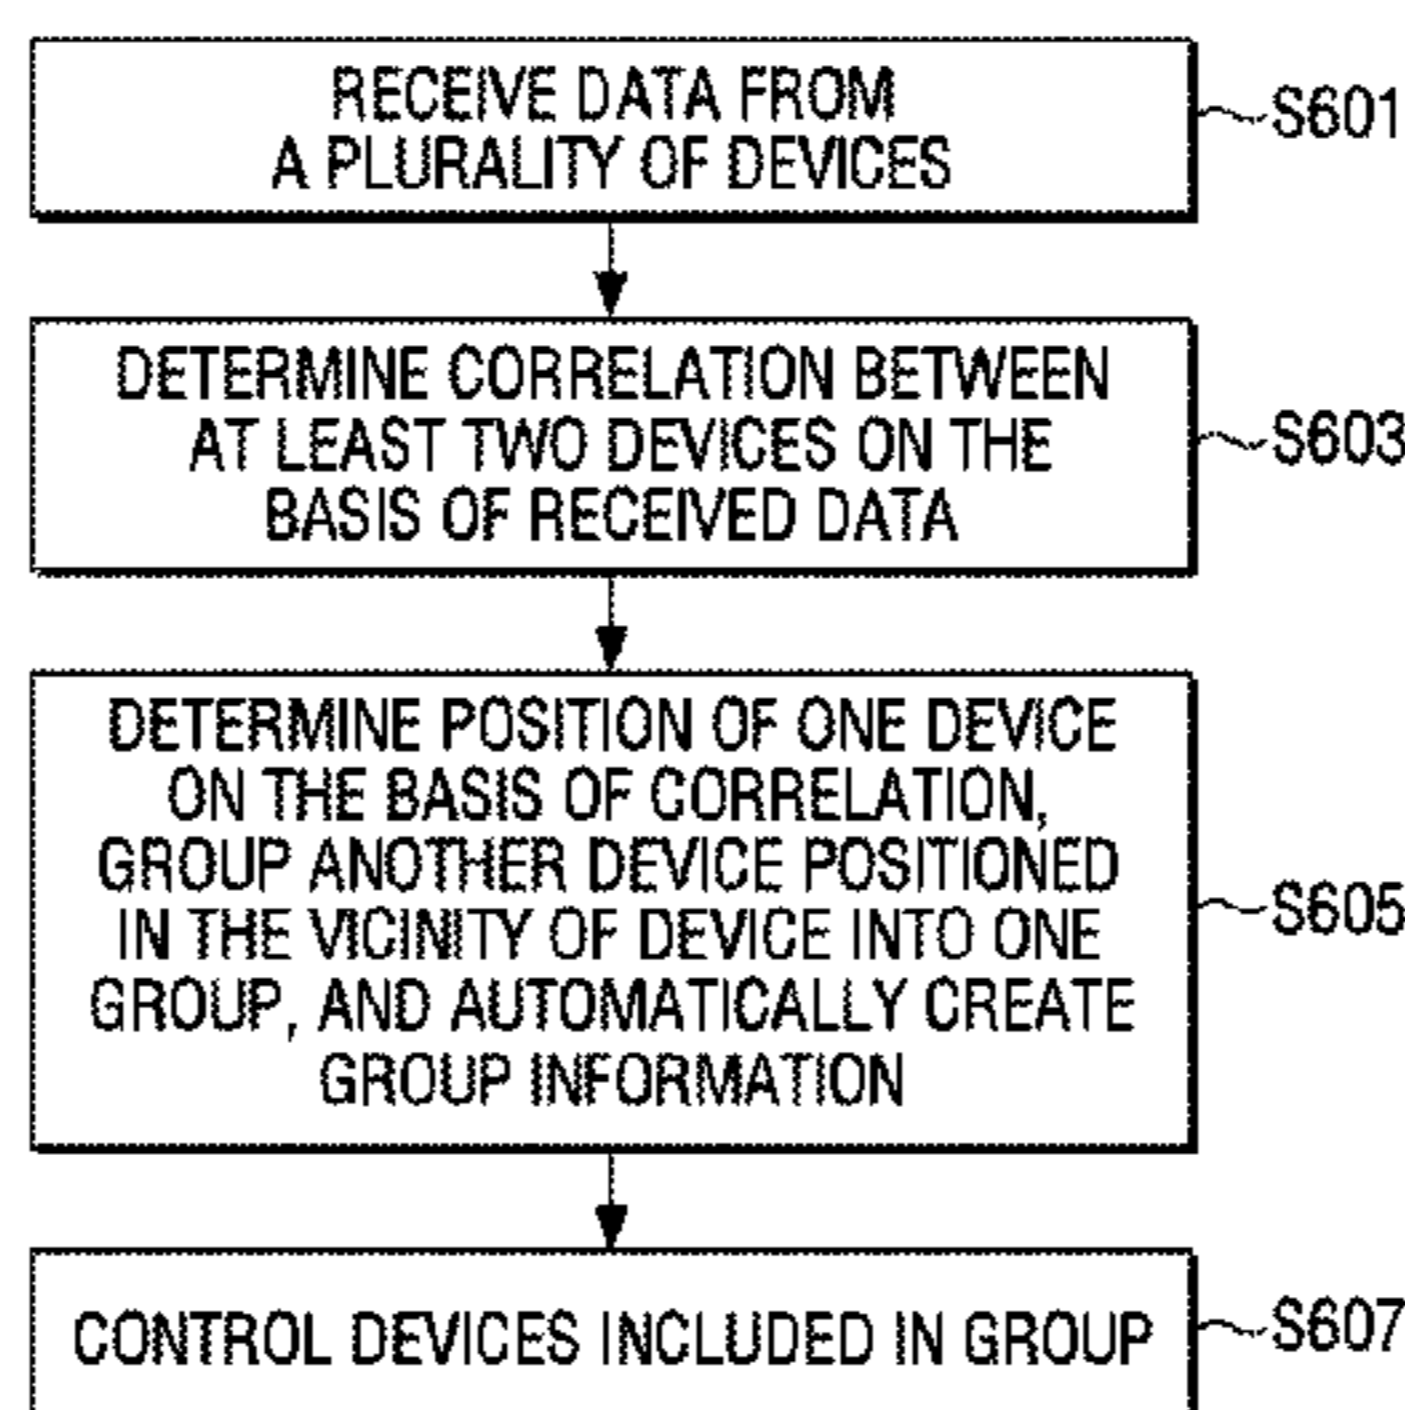 RECEIVE DATA FROM
A PLURALITY OF DEVICES
S601
DETERMINE CORRELATION BETWEEN
AT LEAST TWO DEVICES ON THE
BASIS OF RECEIVED DATA
S603
DETERMINE POSITION OF ONE DEVICE
ON THE BASIS OF CORRELATION,
GROUP ANOTHER DEVICE POSITIONED
IN THE VICINITY OF DEVICE INTO ONE
GROUP, AND AUTOMATICALLY CREATE
GROUP INFORMATION
S605
CONTROL DEVICES INCLUDED IN GROUP
S607